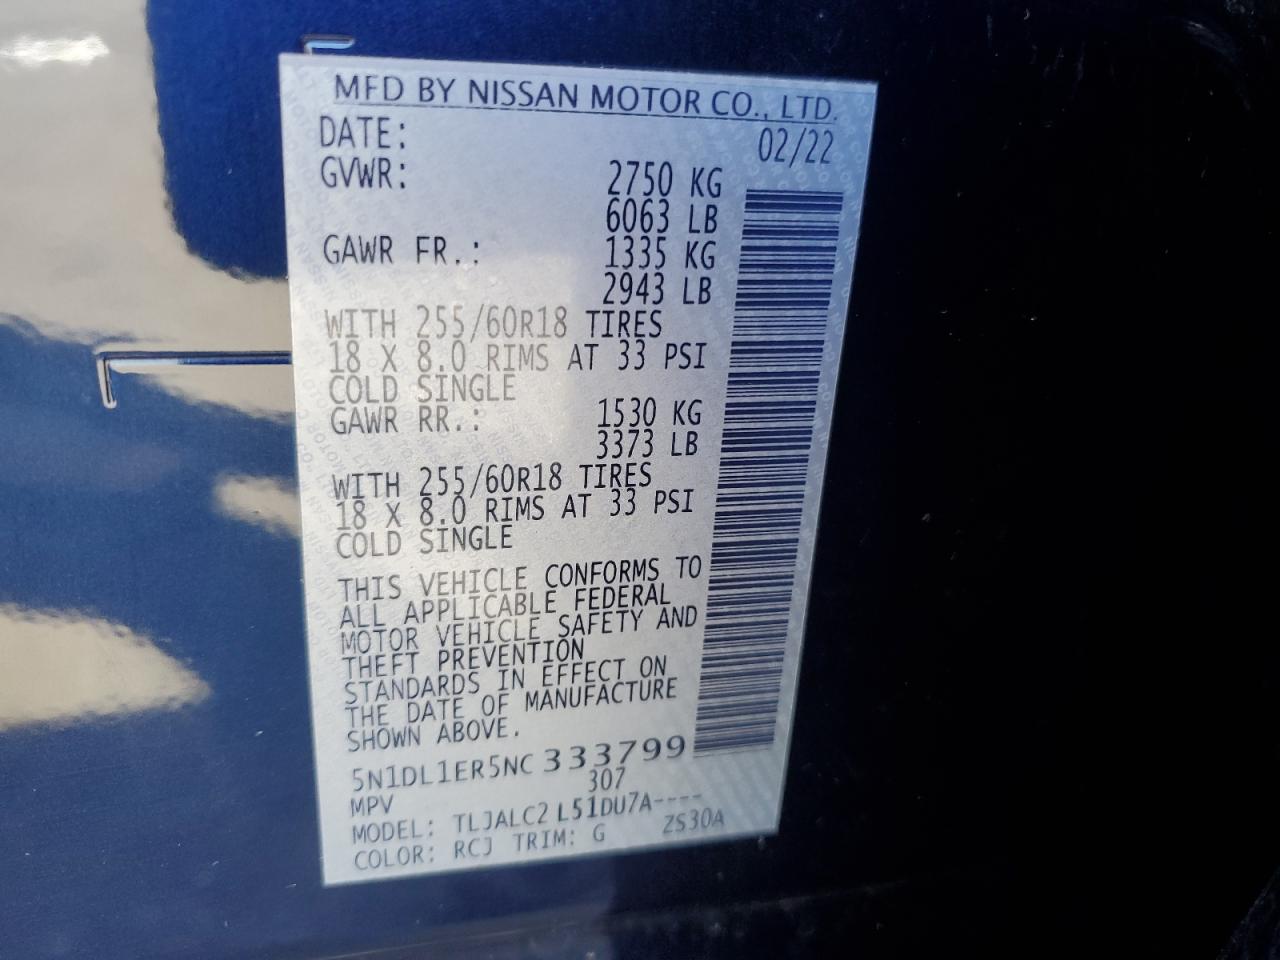 MFD BY NISSAN MOTOR CO., LTD.
DATE: 02/22
GVWR: 2750 KG
6063 LB
GAWR FR.: 1335 KG
2943 LB
WITH 255/60R18 TIRES
18 X 8.0 RIMS AT 33 PSI
COLD SINGLE
GAWR RR.: 1530 KG
3373 LB
WITH 255/60R18 TIRES
18 X 8.0 RIMS AT 33 PSI
COLD SINGLE
THIS VEHICLE CONFORMS TO
ALL APPLICABLE FEDERAL
MOTOR VEHICLE SAFETY AND
THEFT PREVENTION
STANDARDS IN EFFECT ON
THE DATE OF MANUFACTURE
SHOWN ABOVE.
5N1DL1ER5NC333799
MPV 307
MODEL: TLJALC2 L51DU7A----
COLOR: RCJ TRIM: G ZS30A